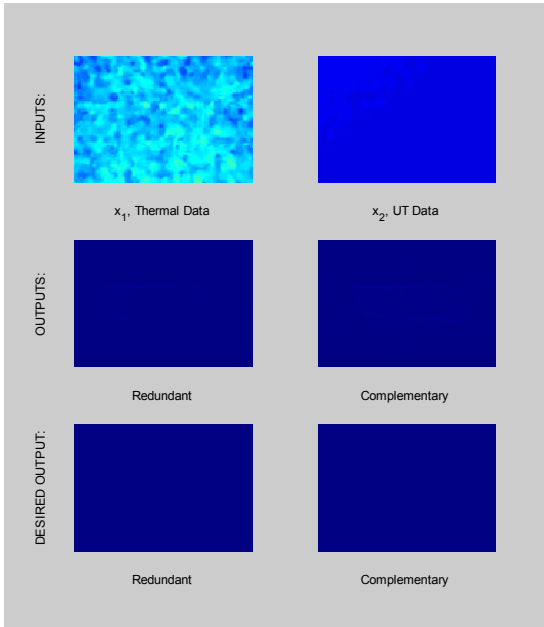 INPUTS:
x1, Thermal Data
x2, UT Data
OUTPUTS:
Redundant
Complementary
DESIRED OUTPUT:
Redundant
Complementary